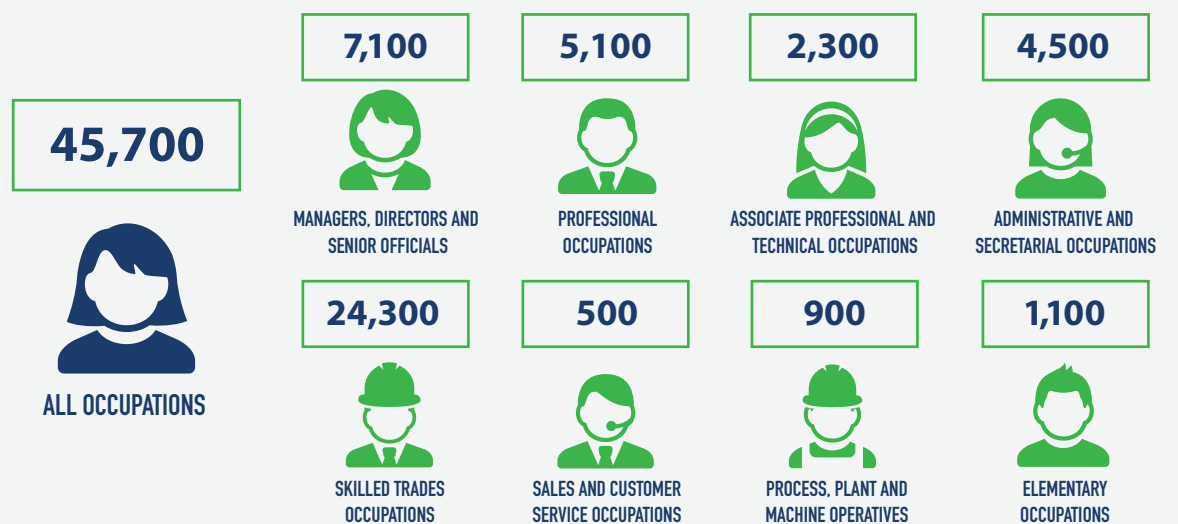 45,700
ALL OCCUPATIONS
7,100
MANAGERS, DIRECTORS AND
SENIOR OFFICIALS
5,100
PROFESSIONAL
OCCUPATIONS
2,300
ASSOCIATE PROFESSIONAL AND
TECHNICAL OCCUPATIONS
4,500
ADMINISTRATIVE AND
SECRETARIAL OCCUPATIONS
24,300
SKILLED TRADES
OCCUPATIONS
500
SALES AND CUSTOMER
SERVICE OCCUPATIONS
900
PROCESS, PLANT AND
MACHINE OPERATIVES
1,100
ELEMENTARY
OCCUPATIONS